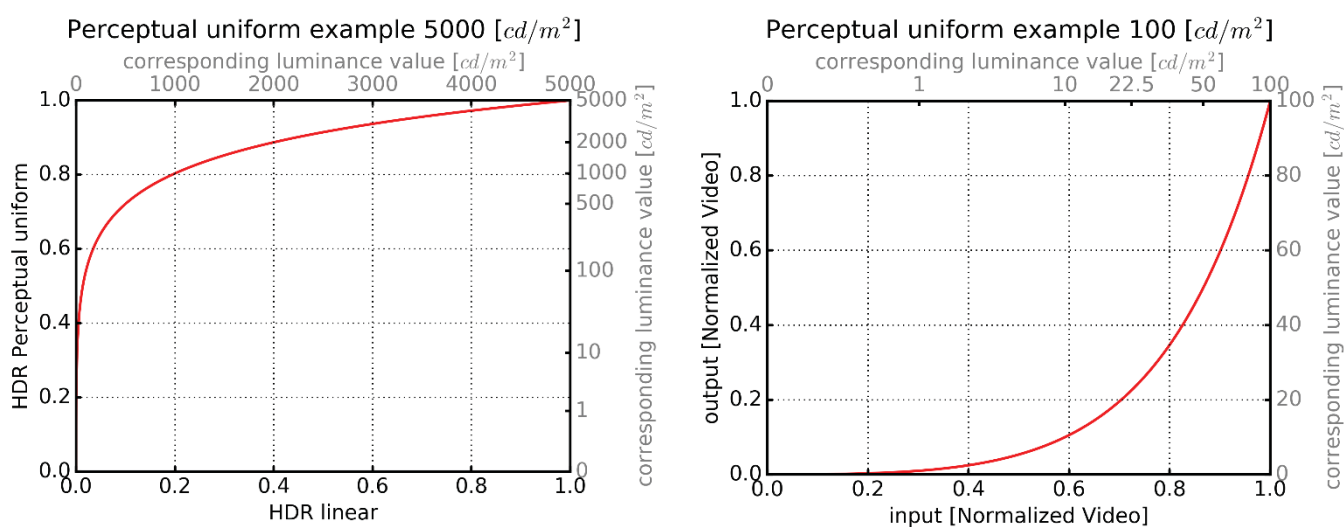 Perceptual uniform example 5000 [cd/m²]
corresponding luminance value [cd/m²]
0 1000 2000 3000 4000 5000
1.0
0.8
0.6
0.4
0.2
0.0
HDR Perceptual uniform
5000
2000
1000
500
100
10
1
0
corresponding luminance value [cd/m²]
0.0 0.2 0.4 0.6 0.8 1.0
HDR linear
Perceptual uniform example 100 [cd/m²]
corresponding luminance value [cd/m²]
0 1 10 22.5 50 100
1.0
0.8
0.6
0.4
0.2
0.0
output [Normalized Video]
100
80
60
40
20
0
corresponding luminance value [cd/m²]
0.0 0.2 0.4 0.6 0.8 1.0
input [Normalized Video]